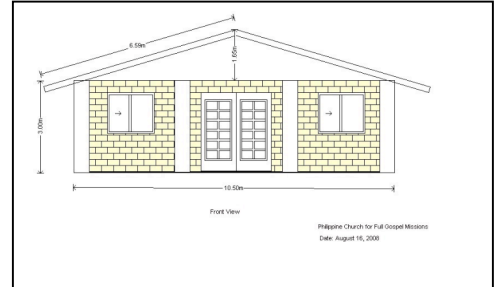 6.59m
1.65m
3.00m
10.50m
Front View
Philippine Church for Full Gospel Missions
Date: August 16, 2008